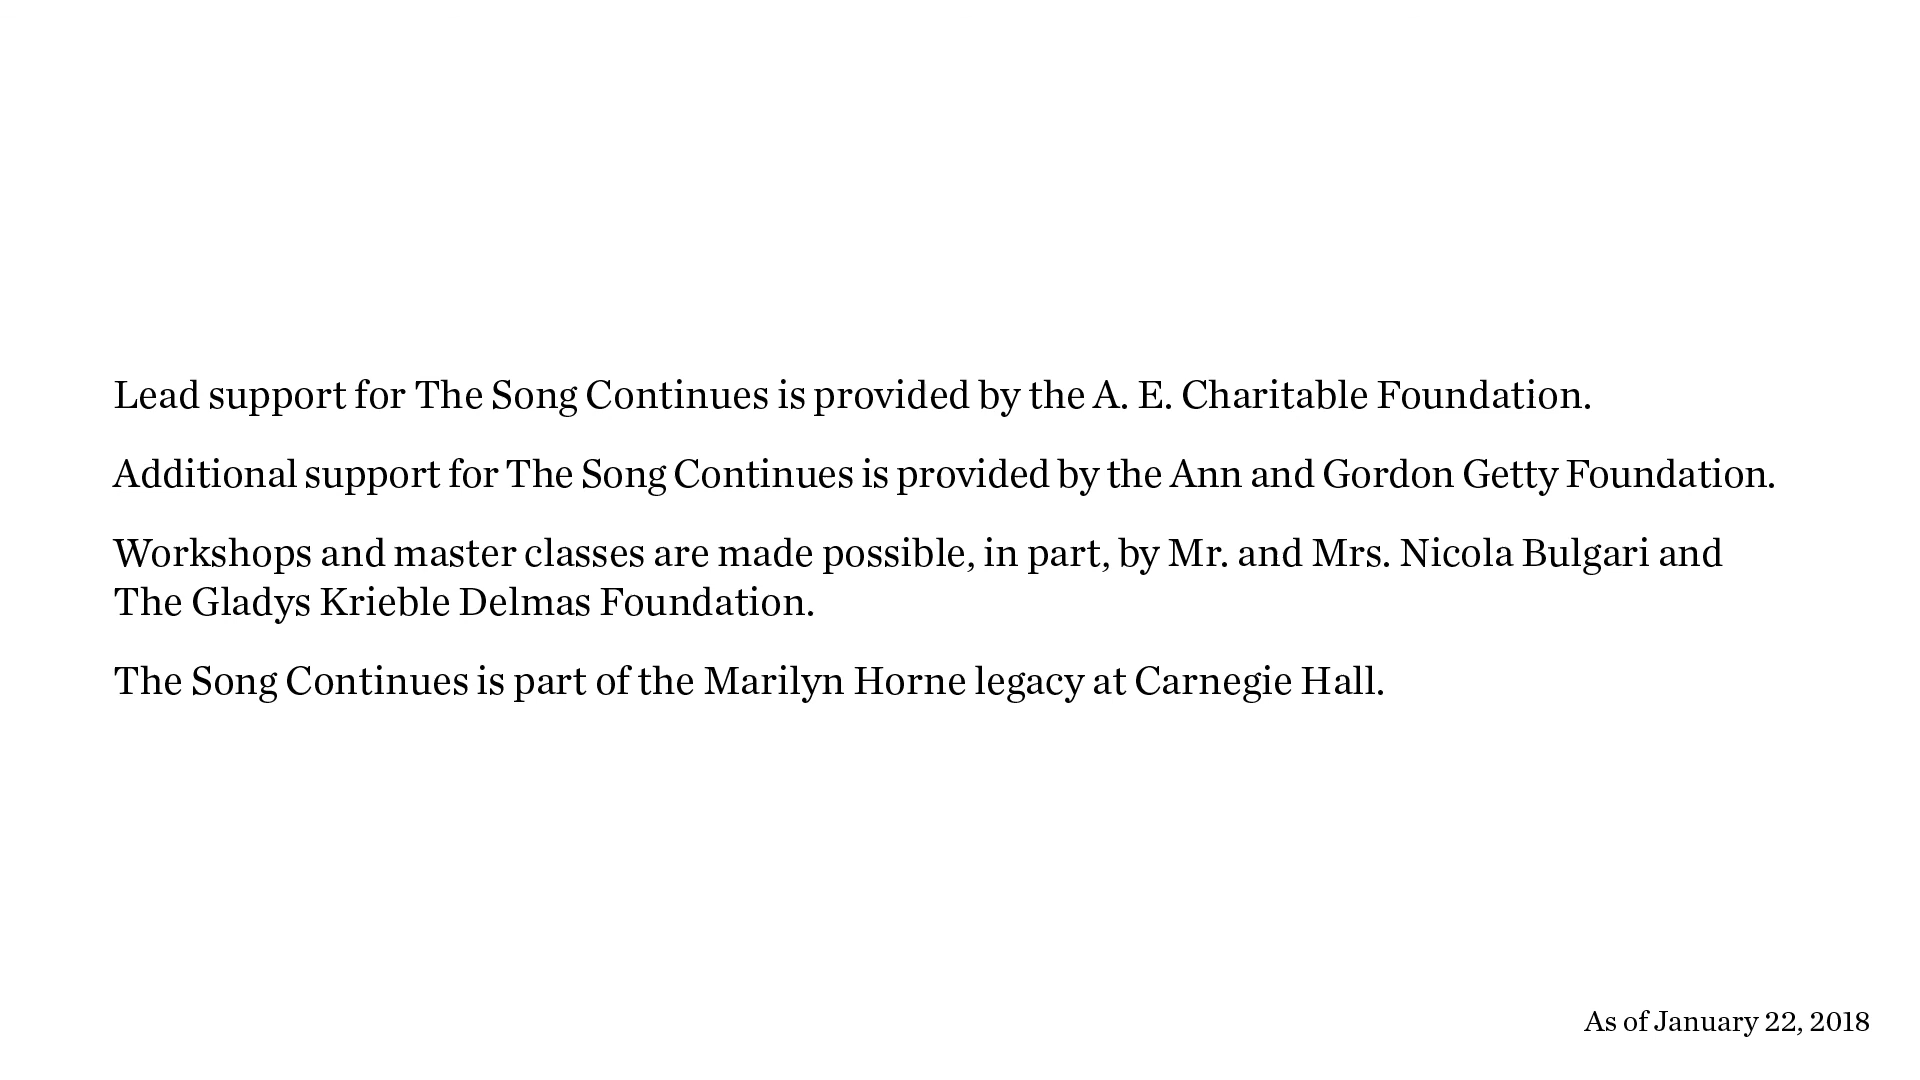 Lead support for The Song Continues is provided by the A. E. Charitable Foundation.
Additional support for The Song Continues is provided by the Ann and Gordon Getty Foundation.
Workshops and master classes are made possible, in part, by Mr. and Mrs. Nicola Bulgari and
The Gladys Krieble Delmas Foundation.
The Song Continues is part of the Marilyn Horne legacy at Carnegie Hall.
As of January 22, 2018